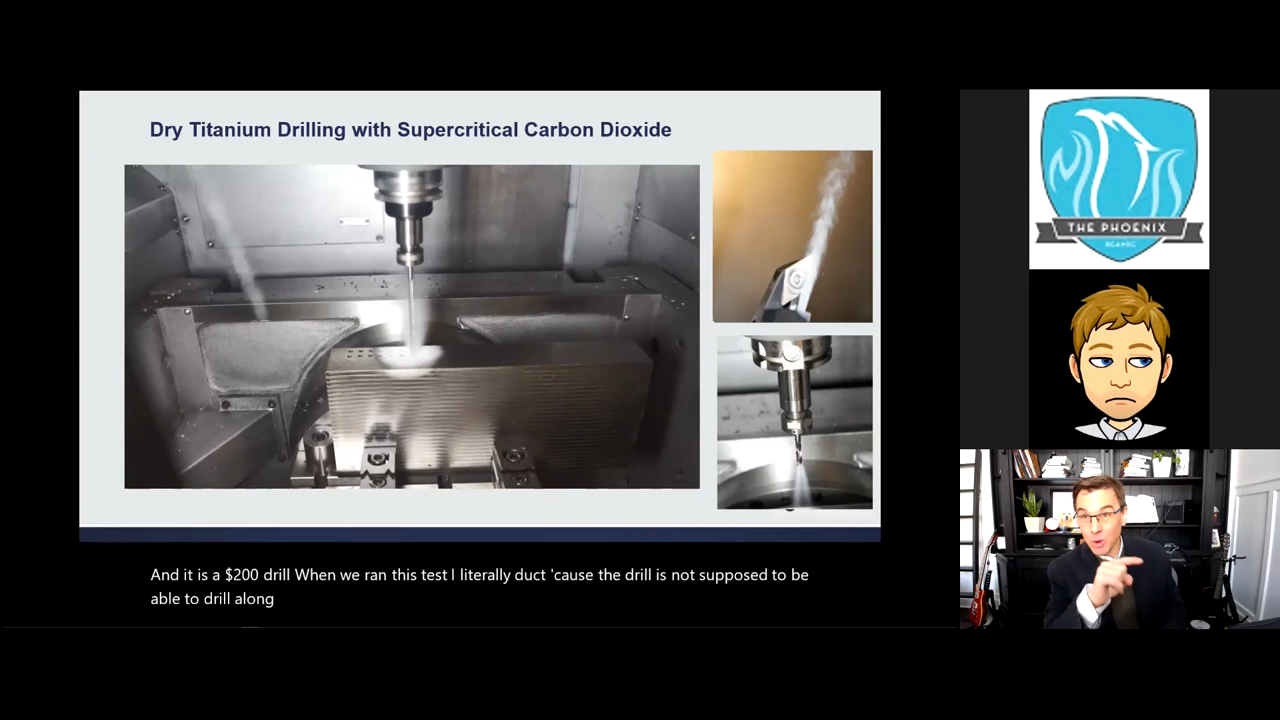 Dry Titanium Drilling with Supercritical Carbon Dioxide
THE PHOENIX
And it is a $200 drill When we ran this test I literally duct 'cause the drill is not supposed to be
able to drill along